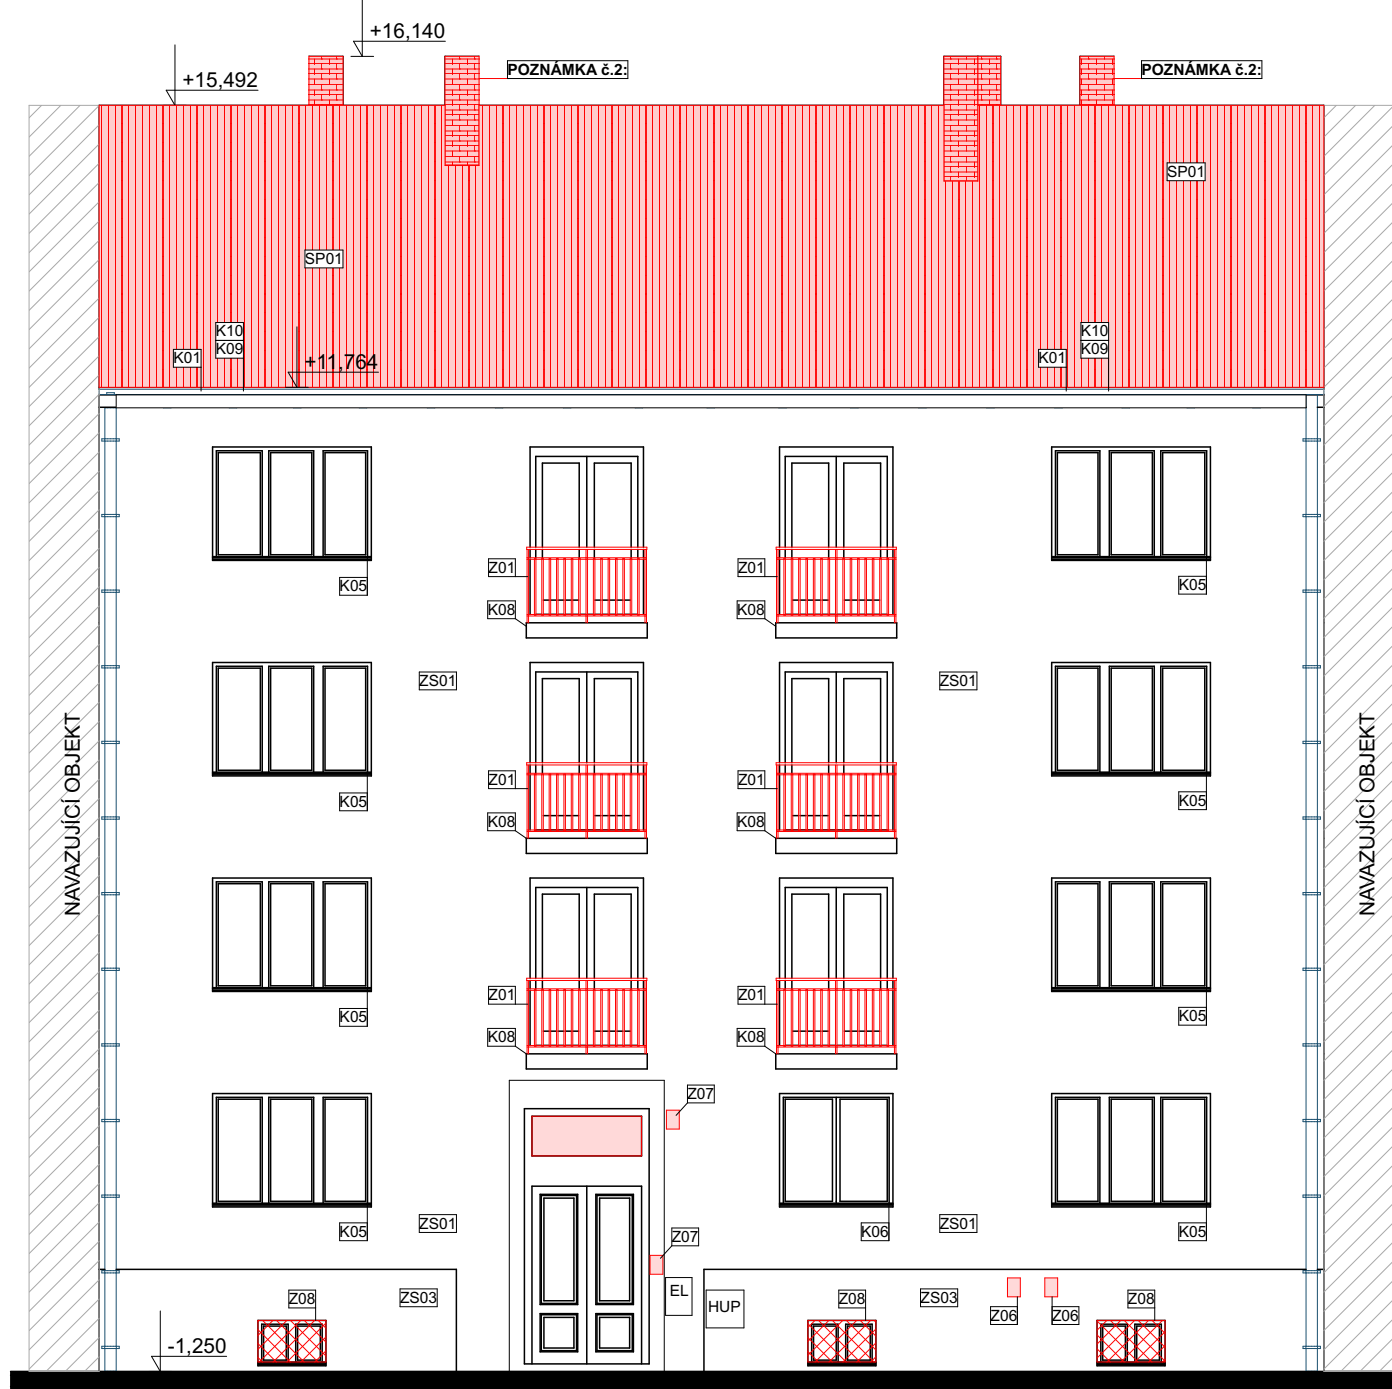 +16,140
+15,492
POZNÁMKA č.2:
POZNÁMKA č.2:
SP01
SP01
K10
K09
K01
+11,764
K10
K09
K01
Z01
K08
Z01
K08
K05
K05
ZS01
ZS01
NAVAZUJÍCÍ OBJEKT
NAVAZUJÍCÍ OBJEKT
Z01
K08
Z01
K08
K05
K05
Z01
K08
Z01
K08
K05
K05
Z07
K05
ZS01
Z07
K06
ZS01
K05
EL
HUP
Z08
ZS03
Z08
ZS03
Z06
Z06
Z08
-1,250